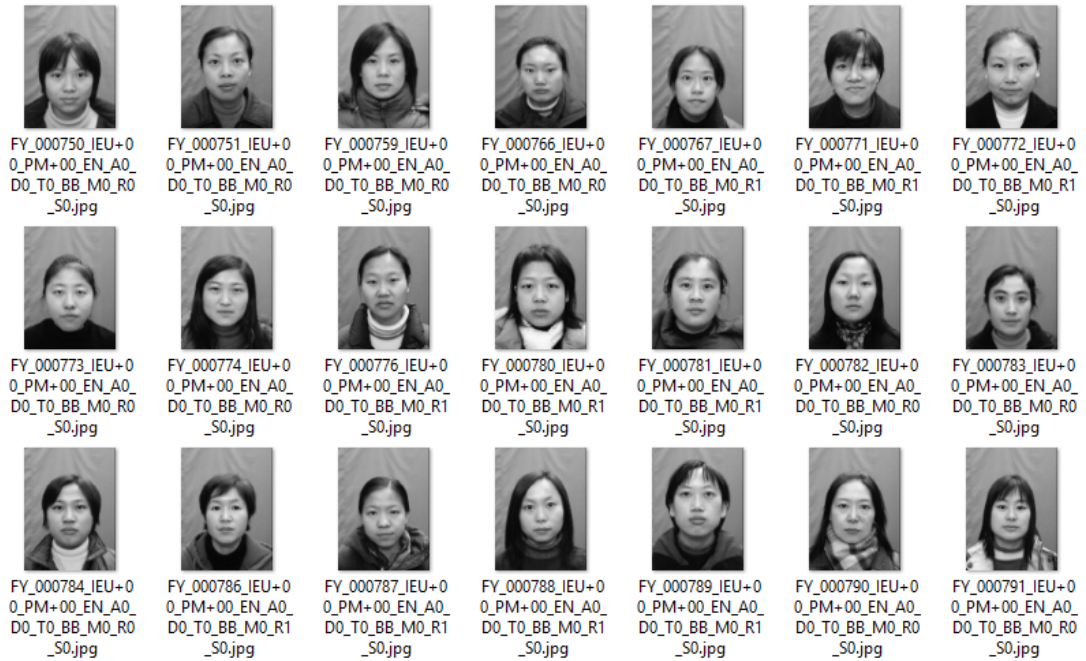 FY_000750_IEU+0 FY_000751_IEU+0 FY_000759_IEU+0 FY_000766_IEU+0 FY_000767_IEU+0 FY_000771_IEU+0 FY_000772_IEU+0
0_PM+00_EN_A0_ 0_PM+00_EN_A0_ 0_PM+00_EN_A0_ 0_PM+00_EN_A0_ 0_PM+00_EN_A0_ 0_PM+00_EN_A0_ 0_PM+00_EN_A0_
D0_T0_BB_M0_R0 D0_T0_BB_M0_R0 D0_T0_BB_M0_R0 D0_T0_BB_M0_R0 D0_T0_BB_M0_R1 D0_T0_BB_M0_R1 D0_T0_BB_M0_R1
_S0.jpg _S0.jpg _S0.jpg _S0.jpg _S0.jpg _S0.jpg _S0.jpg
FY_000773_IEU+0 FY_000774_IEU+0 FY_000776_IEU+0 FY_000780_IEU+0 FY_000781_IEU+0 FY_000782_IEU+0 FY_000783_IEU+0
0_PM+00_EN_A0_ 0_PM+00_EN_A0_ 0_PM+00_EN_A0_ 0_PM+00_EN_A0_ 0_PM+00_EN_A0_ 0_PM+00_EN_A0_ 0_PM+00_EN_A0_
D0_T0_BB_M0_R0 D0_T0_BB_M0_R0 D0_T0_BB_M0_R1 D0_T0_BB_M0_R1 D0_T0_BB_M0_R1 D0_T0_BB_M0_R0 D0_T0_BB_M0_R0
_S0.jpg _S0.jpg _S0.jpg _S0.jpg _S0.jpg _S0.jpg _S0.jpg
FY_000784_IEU+0 FY_000786_IEU+0 FY_000787_IEU+0 FY_000788_IEU+0 FY_000789_IEU+0 FY_000790_IEU+0 FY_000791_IEU+0
0_PM+00_EN_A0_ 0_PM+00_EN_A0_ 0_PM+00_EN_A0_ 0_PM+00_EN_A0_ 0_PM+00_EN_A0_ 0_PM+00_EN_A0_ 0_PM+00_EN_A0_
D0_T0_BB_M0_R0 D0_T0_BB_M0_R1 D0_T0_BB_M0_R0 D0_T0_BB_M0_R1 D0_T0_BB_M0_R1 D0_T0_BB_M0_R0 D0_T0_BB_M0_R0
_S0.jpg _S0.jpg _S0.jpg _S0.jpg _S0.jpg _S0.jpg _S0.jpg